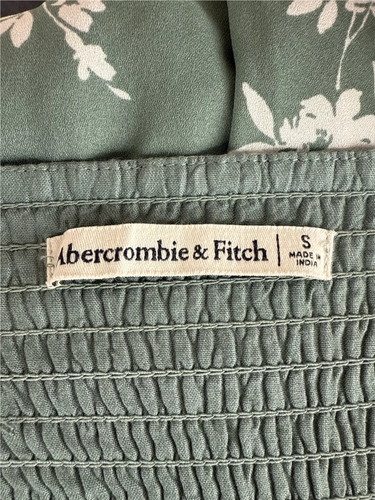 Abercrombie & Fitch
S
MADE IN
INDIA